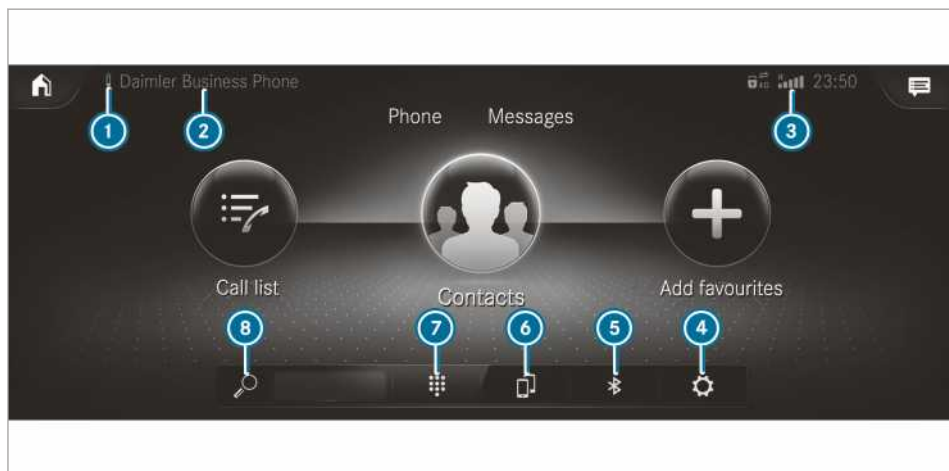 Daimler Business Phone
4G 23:50
1
2
3
Phone Messages
Call list
Contacts
Add favourites
8
7
6
5
4